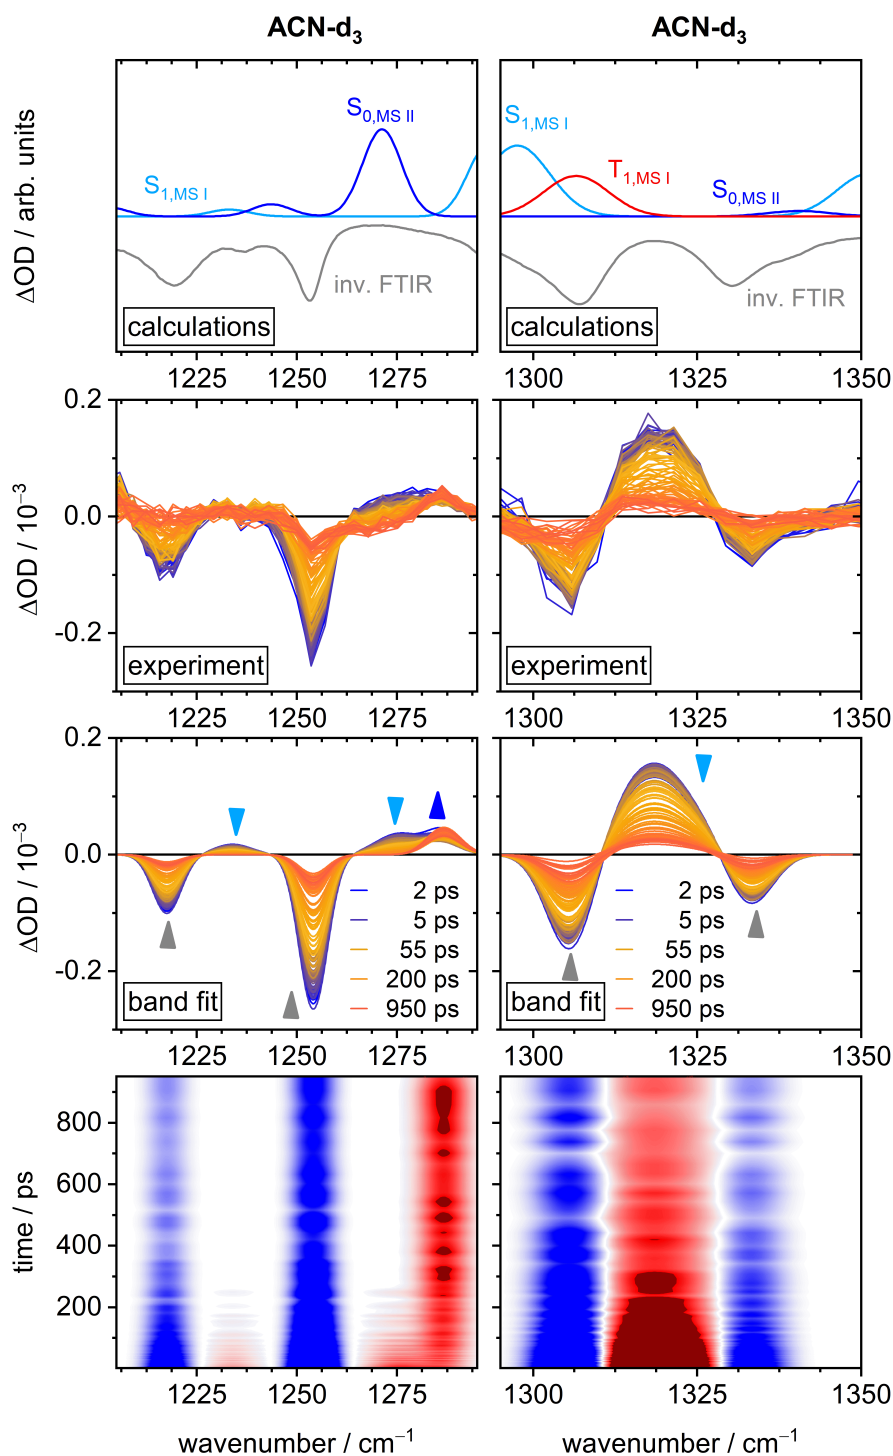 ACN-d₃ ACN-d₃
ΔOD / arb. units
S₀,MS II
S₁,MS I
inv. FTIR
calculations
S₁,MS I
T₁,MS I
S₀,MS II
inv. FTIR
calculations
1225 1250 1275 1300 1325 1350
ΔOD / 10⁻³
0.2
0.0
-0.2
experiment experiment
1225 1250 1275 1300 1325 1350
ΔOD / 10⁻³
0.2
0.0
-0.2
2 ps
5 ps
55 ps
200 ps
950 ps
band fit
2 ps
5 ps
55 ps
200 ps
950 ps
band fit
1225 1250 1275 1300 1325 1350
time / ps
800
600
400
200
1225 1250 1275 1300 1325 1350
wavenumber / cm⁻¹ wavenumber / cm⁻¹